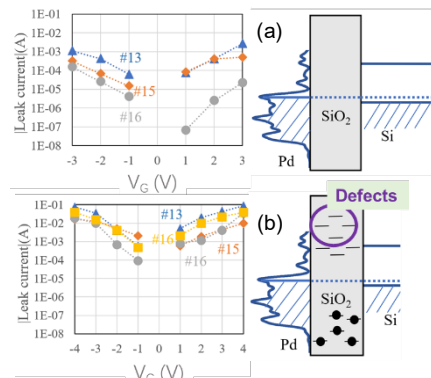 |Leak current|(A)
1E-01
1E-02
1E-03
1E-04
1E-05
1E-06
1E-07
1E-08
#13
#15
#16
-3 -2 -1 0 1 2 3
V_G (V)
(a)
SiO₂
Pd
Si
|Leak current|(A)
1E-01
1E-02
1E-03
1E-04
1E-05
1E-06
1E-07
1E-08
#13
#16
#15
#16
-4 -3 -2 -1 0 1 2 3 4
V_G (V)
Defects
(b)
SiO₂
Pd
Si